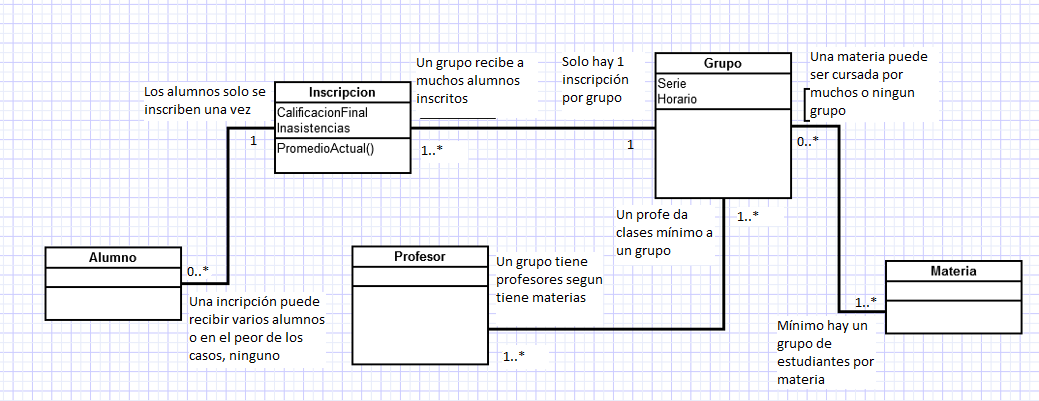 Los alumnos solo se
inscriben una vez
1
Inscripcion
CalificacionFinal
Inasistencias
PromedioActual()
Un grupo recibe a
muchos alumnos
inscritos
1..*
Solo hay 1
inscripción
por grupo
1
Grupo
Serie
Horario
Una materia puede
ser cursada por
muchos o ningun
grupo
0..*
Alumno
0..*
Una incripción puede
recibir varios alumnos
o en el peor de los
casos, ninguno
Profesor
Un grupo tiene
profesores segun
tiene materias
1..*
Un profe da
clases mínimo a
un grupo
1..*
Materia
1..*
Mínimo hay un
grupo de
estudiantes por
materia